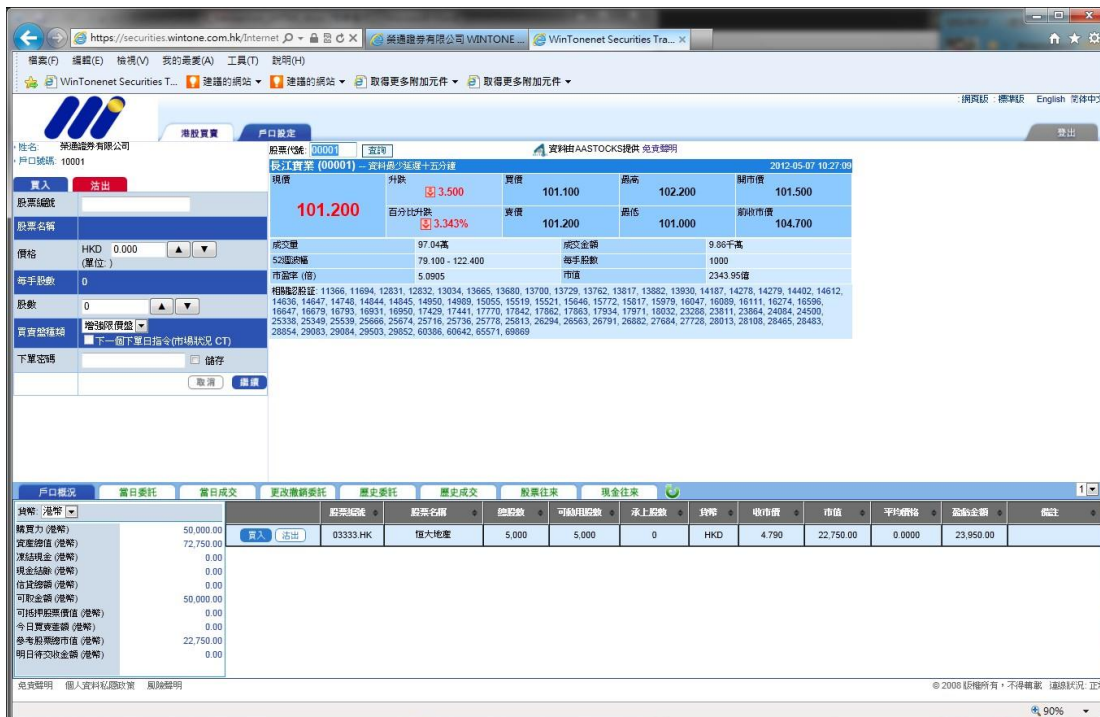 https://securities.wintone.com.hk/Internet
榮通證券有限公司 WINTONE ...
WinTonenet Securities Tra...
檔案(F) 編輯(E) 檢視(V) 我的最愛(A) 工具(T) 說明(H)
WinTonenet Securities T... 建議的網站 建議的網站 取得更多附加元件 取得更多附加元件
網頁版 標準版 English 简体中文
港股買賣 戶口設定 登出
姓名: 榮通證券有限公司
戶口號碼: 10001
股票代號: 00001 查詢 資料由AASTOCKS提供 免責聲明
長江實業 (00001) -- 資料最少延遲十五分鐘 2012-05-07 10:27:09
買入 沽出
股票編號
股票名稱
價格 HKD 0.000 ▲ ▼
(單位: )
每手股數 0
股數 0 ▲ ▼
買賣盤種類 增強限價盤
下一個下單日指令(市場狀況 CT)
下單密碼 儲存
取消 繼續
現價 升跌 買價 最高 開市價
101.200 3.500 101.100 102.200 101.500
百分比升跌 賣價 最低 前收市價
3.343% 101.200 101.000 104.700
成交量 97.04萬 成交金額 9.86千萬
52週波幅 79.100 - 122.400 每手股數 1000
市盈率 (倍) 5.0905 市值 2343.95億
相關認股証: 11366, 11694, 12831, 12832, 13034, 13665, 13680, 13700, 13729, 13762, 13817, 13882, 13930, 14187, 14278, 14279, 14402, 14612,
14636, 14647, 14748, 14844, 14845, 14950, 14989, 15055, 15519, 15521, 15646, 15772, 15817, 15979, 16047, 16089, 16111, 16274, 16596,
16647, 16679, 16793, 16931, 16950, 17429, 17441, 17770, 17842, 17862, 17863, 17934, 17971, 18032, 23288, 23811, 23864, 24084, 24500,
25338, 25349, 25539, 25666, 25674, 25716, 25736, 25778, 25813, 26294, 26563, 26791, 26882, 27684, 27728, 28013, 28108, 28465, 28483,
28854, 29083, 29084, 29503, 29852, 60386, 60642, 65571, 69869
戶口概況 當日委託 當日成交 更改撤銷委託 歷史委託 歷史成交 股票往來 現金往來 1
貨幣: 港幣
股票編號 股票名稱 總股數 可動用股數 未上股數 貨幣 收市價 市值 平均價格 盈虧金額 備註
買入 沽出 03333.HK 恒大地產 5,000 5,000 0 HKD 4.790 22,750.00 0.0000 23,950.00
購買力 (港幣) 50,000.00
資產總值 (港幣) 72,750.00
凍結現金 (港幣) 0.00
現金結餘 (港幣) 0.00
信貸總額 (港幣) 0.00
可取金額 (港幣) 50,000.00
可抵押股票價值 (港幣) 0.00
今日買賣差額 (港幣) 0.00
參考股票總市值 (港幣) 22,750.00
明日待交收金額 (港幣) 0.00
免責聲明 個人資料私隱政策 風險聲明
© 2008 版權所有，不得轉載 連線狀況: 正常
90%